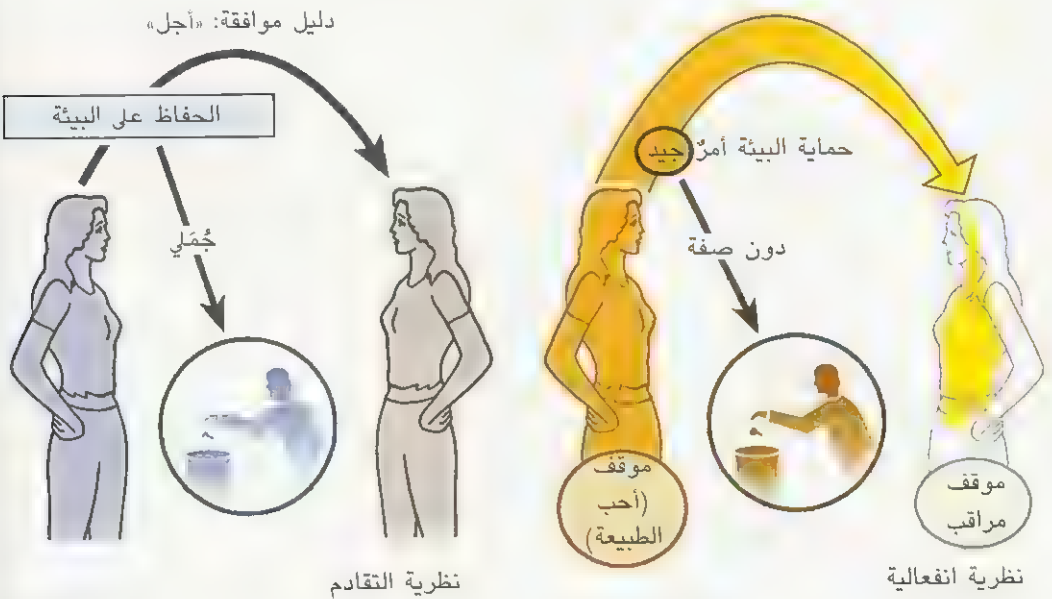 دليل موافقة: «أجل»
الحفاظ على البيئة
جُمَلي
نظرية التقادم
حماية البيئة أمرٌ جيد
دون صفة
موقف
(أحب
الطبيعة)
موقف
مراقب
نظرية انفعالية